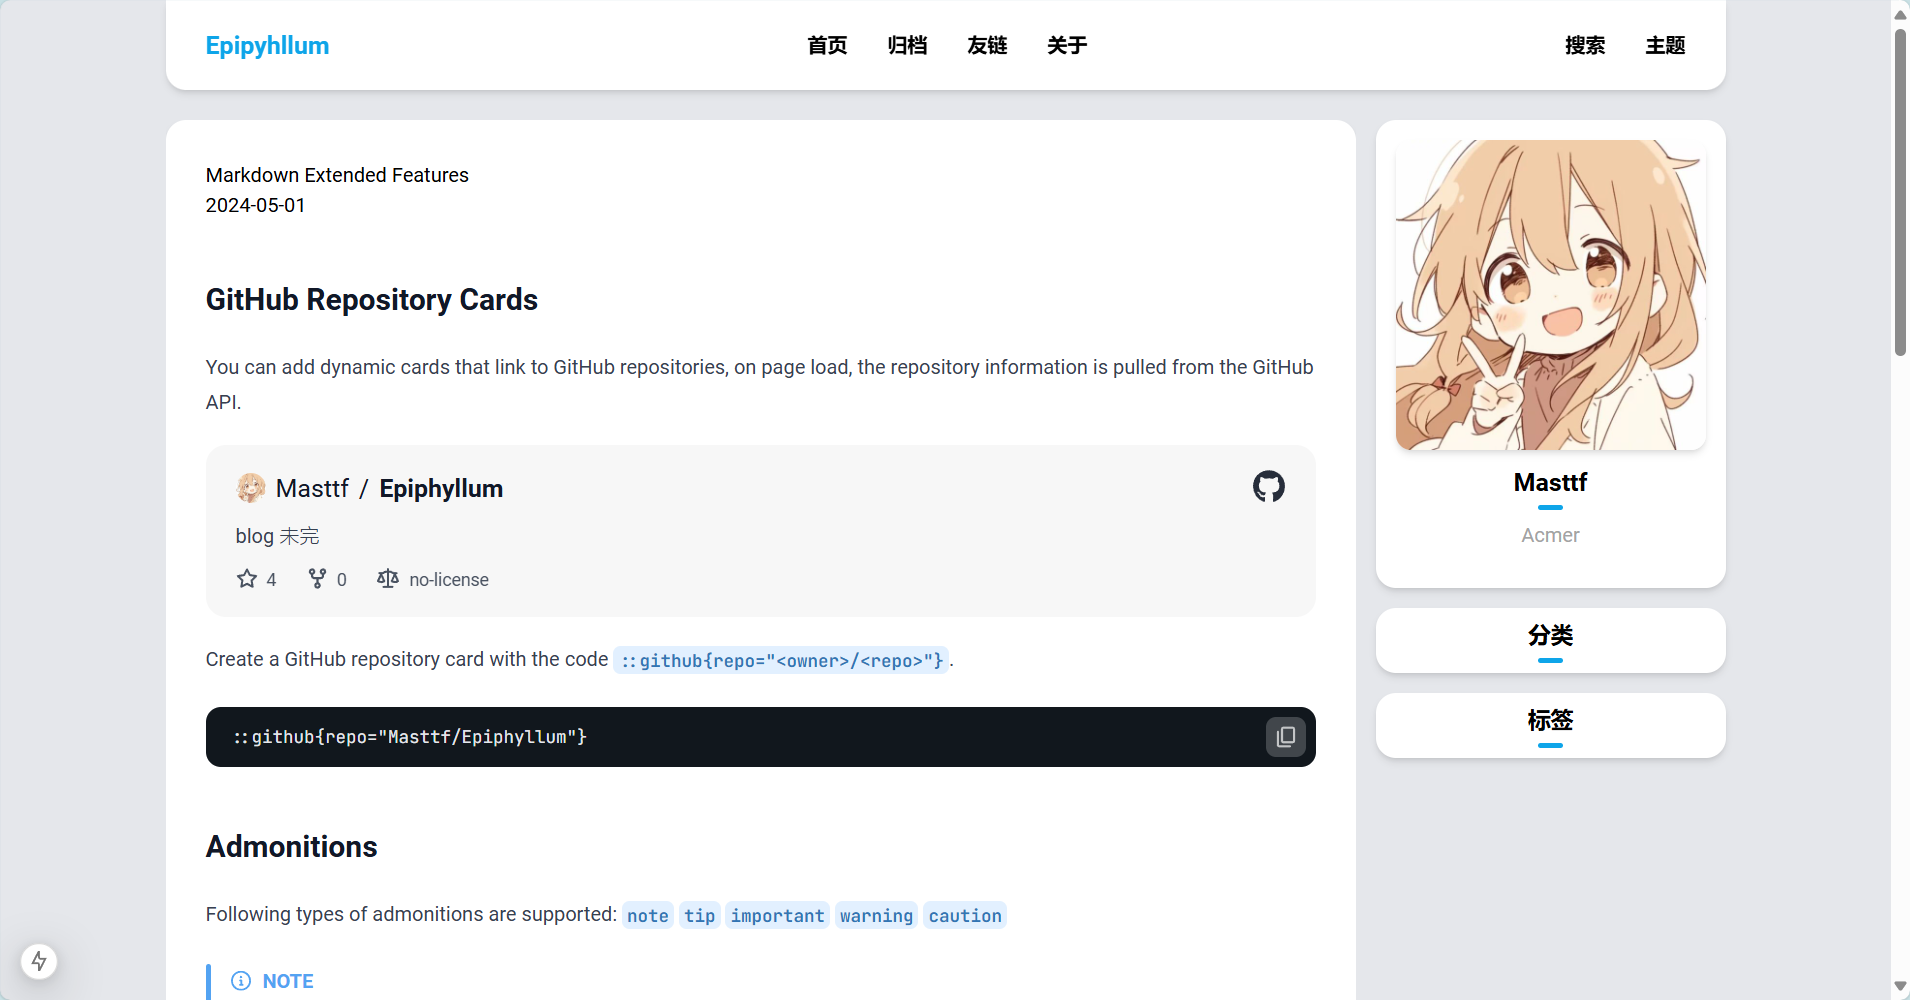 Epipyhllum
首页 归档 友链 关于
搜索 主题
Markdown Extended Features
2024-05-01
GitHub Repository Cards
You can add dynamic cards that link to GitHub repositories, on page load, the repository information is pulled from the GitHub
API.
Masttf / Epiphyllum
blog 未完
4 0 no-license
Create a GitHub repository card with the code ::github{repo="<owner>/<repo>"}.
::github{repo="Masttf/Epiphyllum"}
Admonitions
Following types of admonitions are supported: note tip important warning caution
NOTE
Masttf
Acmer
分类
标签